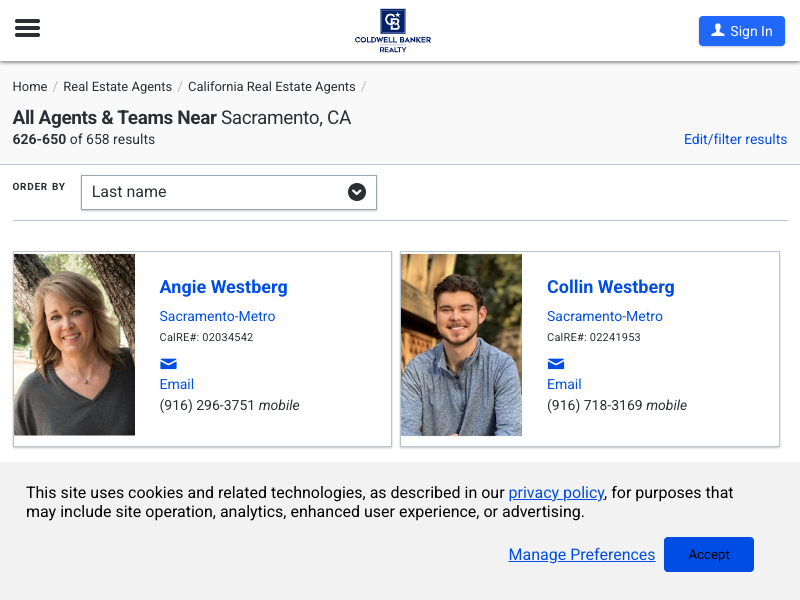 COLDWELL BANKER
REALTY
Sign In
Home / Real Estate Agents / California Real Estate Agents /
All Agents & Teams Near Sacramento, CA
626-650 of 658 results
Edit/filter results
ORDER BY
Last name
Angie Westberg
Sacramento-Metro
CalRE#: 02034542
Email
(916) 296-3751 mobile
Collin Westberg
Sacramento-Metro
CalRE#: 02241953
Email
(916) 718-3169 mobile
This site uses cookies and related technologies, as described in our privacy policy, for purposes that
may include site operation, analytics, enhanced user experience, or advertising.
Manage Preferences
Accept